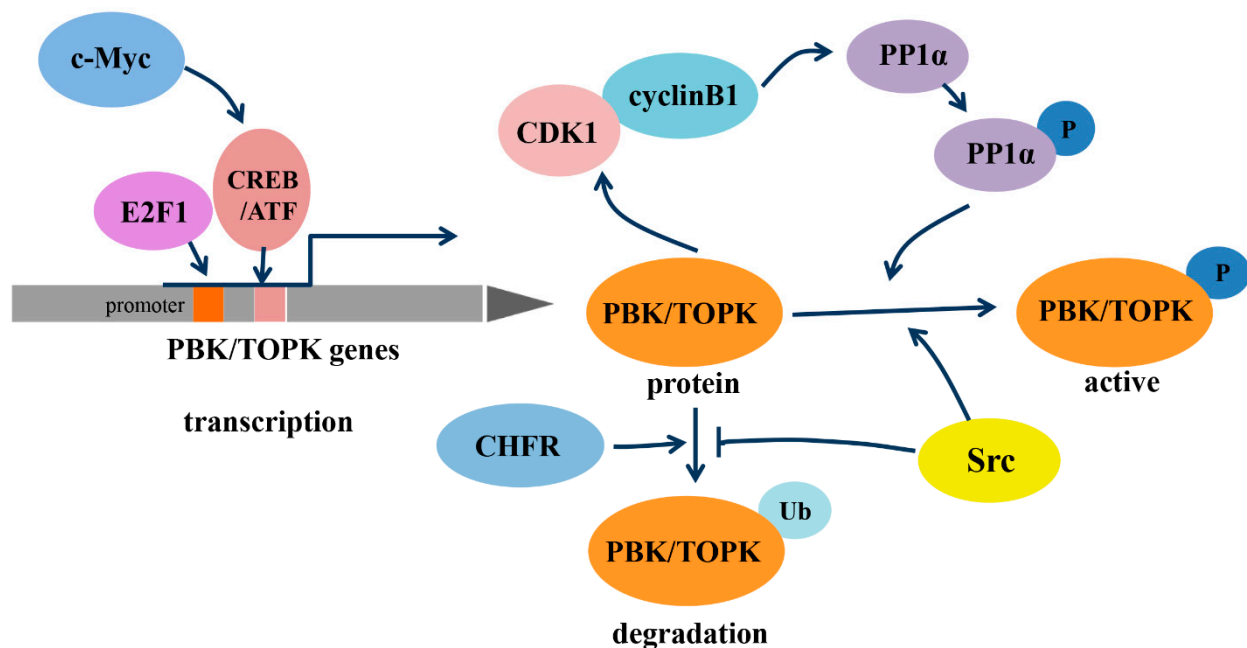 c-Myc
CREB
/ATF
E2F1
promoter
PBK/TOPK genes
transcription
CDK1
cyclinB1
PP1α
PP1α
P
PBK/TOPK
protein
PBK/TOPK
P
active
CHFR
Src
PBK/TOPK
Ub
degradation